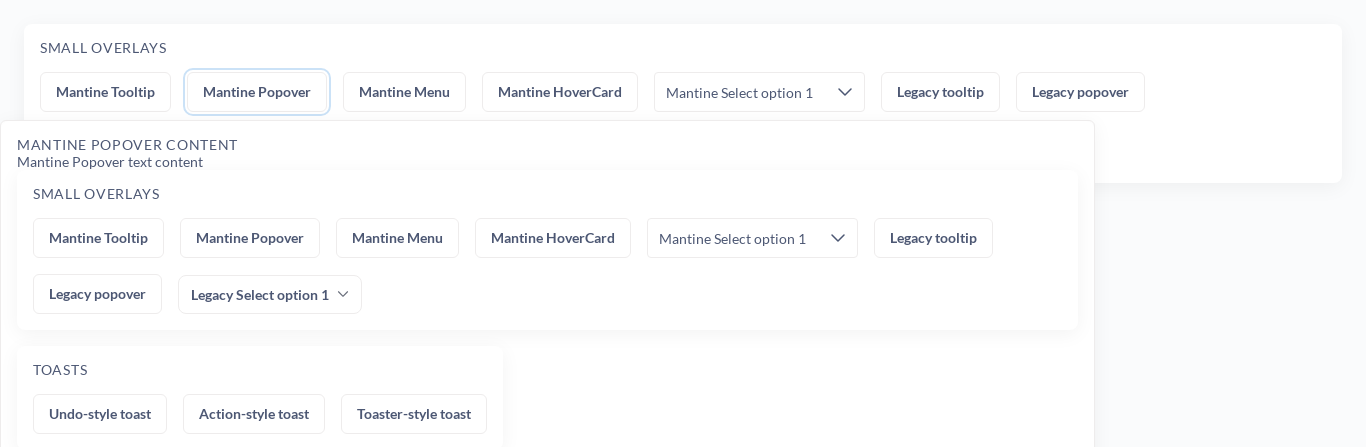 SMALL OVERLAYS
Mantine Tooltip Mantine Popover Mantine Menu Mantine HoverCard Mantine Select option 1 Legacy tooltip Legacy popover
MANTINE POPOVER CONTENT
Mantine Popover text content
SMALL OVERLAYS
Mantine Tooltip Mantine Popover Mantine Menu Mantine HoverCard Mantine Select option 1 Legacy tooltip
Legacy popover Legacy Select option 1
TOASTS
Undo-style toast Action-style toast Toaster-style toast